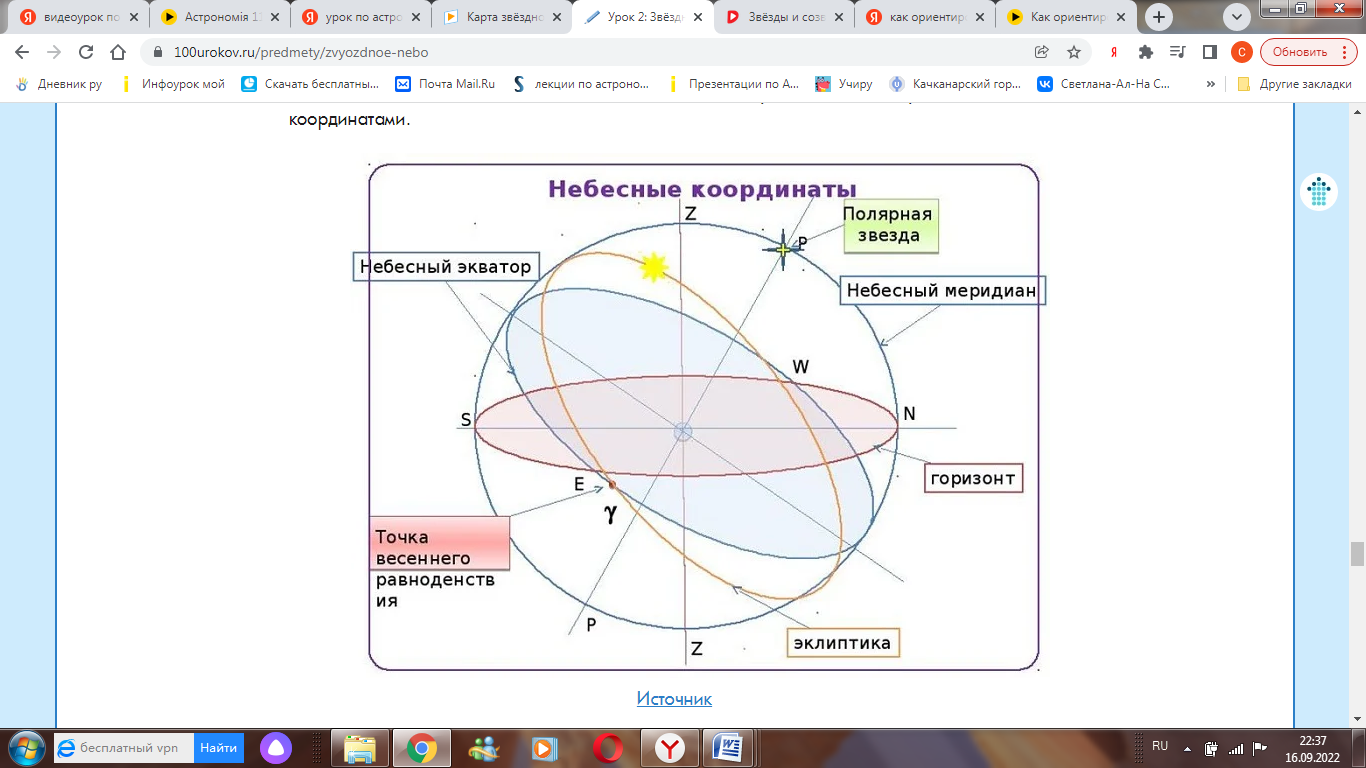 видеоурок по
Астрономія 1
урок по астро
Карта звёздно
Урок 2: Звёзд
Звёзды и созв
как ориентир
Как ориентир
100urokov.ru/predmety/zvyozdnoe-nebo
Обновить
Дневник ру
Инфоурок мой
Скачать бесплатны...
Почта Mail.Ru
лекции по астроно...
Презентации по А...
Учиру
Качканарский гор...
Светлана-Ал-На С...
»
Другие закладки
координатами.
Небесные координаты
Z
P
Полярная
звезда
Небесный экватор
Небесный меридиан
W
S
N
E
горизонт
γ
Точка
весеннего
равноденств
ия
P
Z
эклиптика
Источник
бесплатный vpn
Найти
RU
22:37
16.09.2022